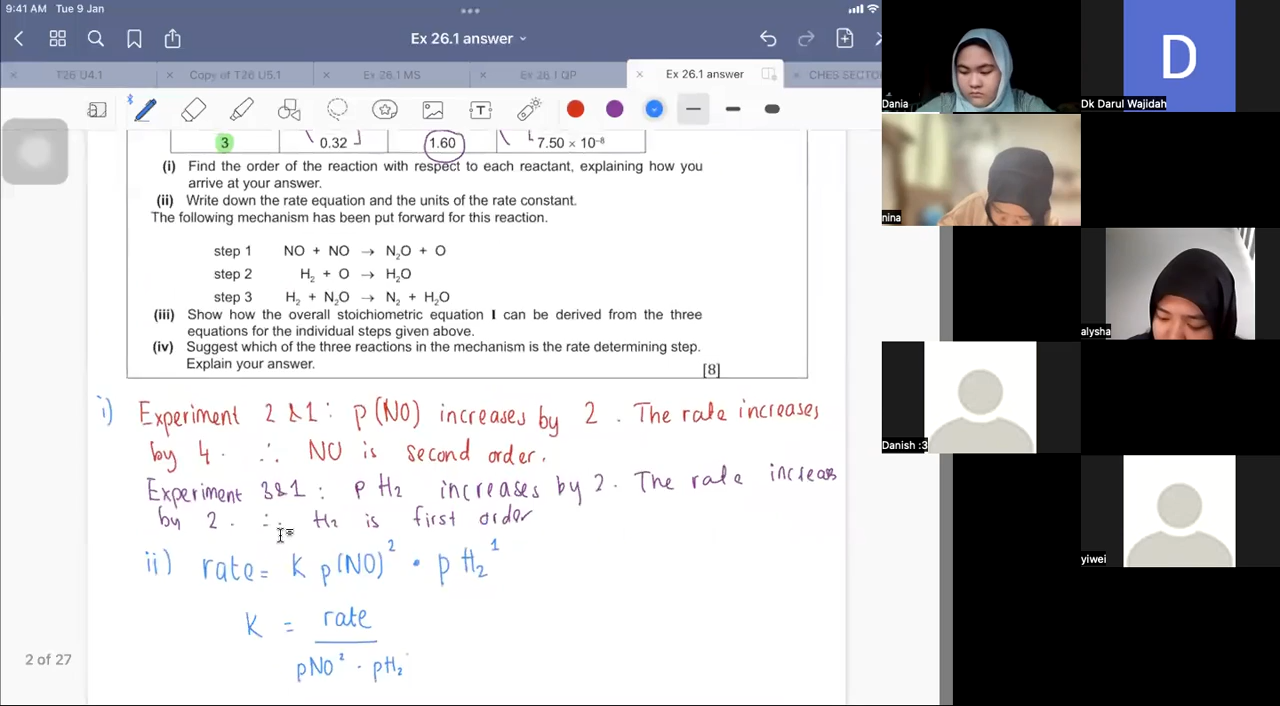 9:41 AM Tue 9 Jan
Ex 26.1 answer
T26 U4.1
Copy of T26 U5.1
Ex 26.1 MS
Ex 26.1 QP
Ex 26.1 answer
CHES SECTOR
3 0.32 1.60 7.50 × 10⁻⁸
(i) Find the order of the reaction with respect to each reactant, explaining how you
arrive at your answer.
(ii) Write down the rate equation and the units of the rate constant.
The following mechanism has been put forward for this reaction.
step 1 NO + NO → N₂O + O
step 2 H₂ + O → H₂O
step 3 H₂ + N₂O → N₂ + H₂O
(iii) Show how the overall stoichiometric equation I can be derived from the three
equations for the individual steps given above.
(iv) Suggest which of the three reactions in the mechanism is the rate determining step.
Explain your answer.
[8]
i) Experiment 2 & 1 : p(NO) increases by 2 . The rate increases
by 4 . ∴ NO is second order.
Experiment 3 & 1 : p H₂ increases by 2 . The rate increas
by 2 . ∴ H₂ is first order
ii) rate = K p(NO)² • p H₂¹
K = rate
pNO² · pH₂
2 of 27
Dania
Dk Darul Wajidah
D
nina
alysha
Danish :3
yiwei